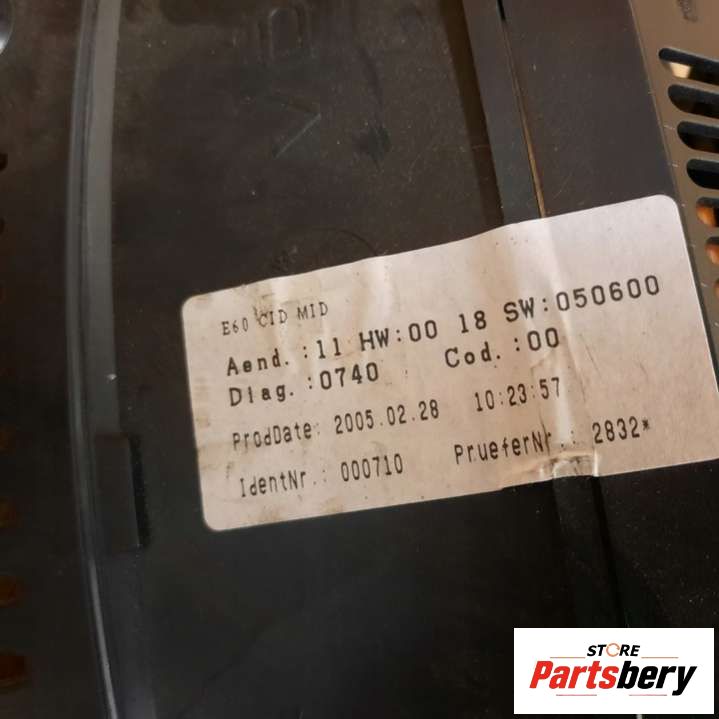 E60 CID MID
Aend.:11 HW:00 18 SW:050600
Diag.:0740 Cod.:00
ProdDate: 2005.02.28 10:23:57
IdentNr.: 000710 PrueferNr.: 2832*
STORE
Partsbery